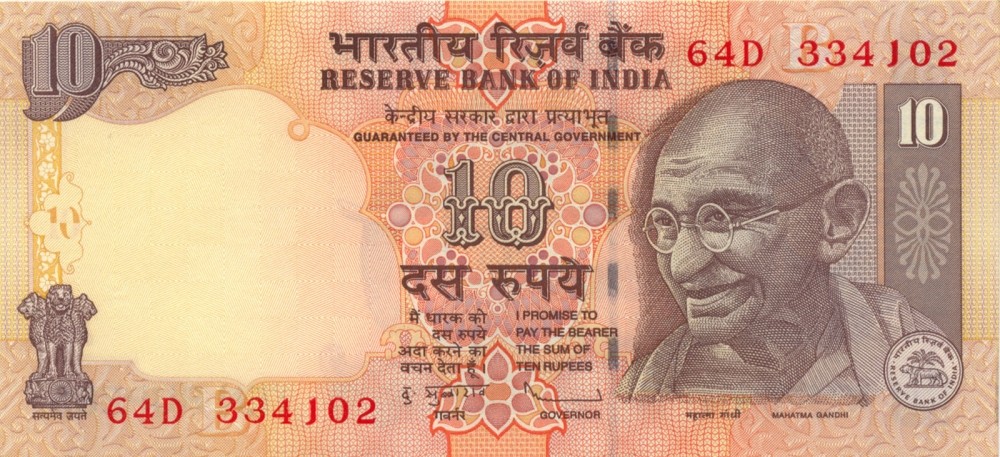 10
भारतीय रिज़र्व बैंक
RESERVE BANK OF INDIA
64D 334J02
केन्द्रीय सरकार द्वारा प्रत्याभूत
GUARANTEED BY THE CENTRAL GOVERNMENT
10
10
10
दस रुपये
मैं धारक को
दस रुपये
अदा करने का
वचन देता हूँ।
I PROMISE TO
PAY THE BEARER
THE SUM OF
TEN RUPEES
गवर्नर
GOVERNOR
सत्यमेव जयते
64D 334J02
महात्मा गांधी
MAHATMA GANDHI
भारतीय रिज़र्व बैंक
RESERVE BANK OF INDIA